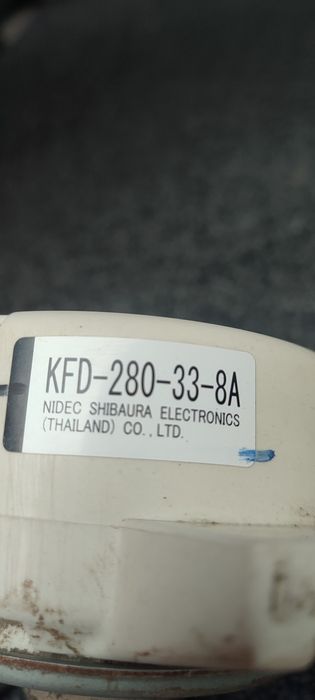 KFD-280-33-8A
NIDEC SHIBAURA ELECTRONICS
(THAILAND) CO.,LTD.